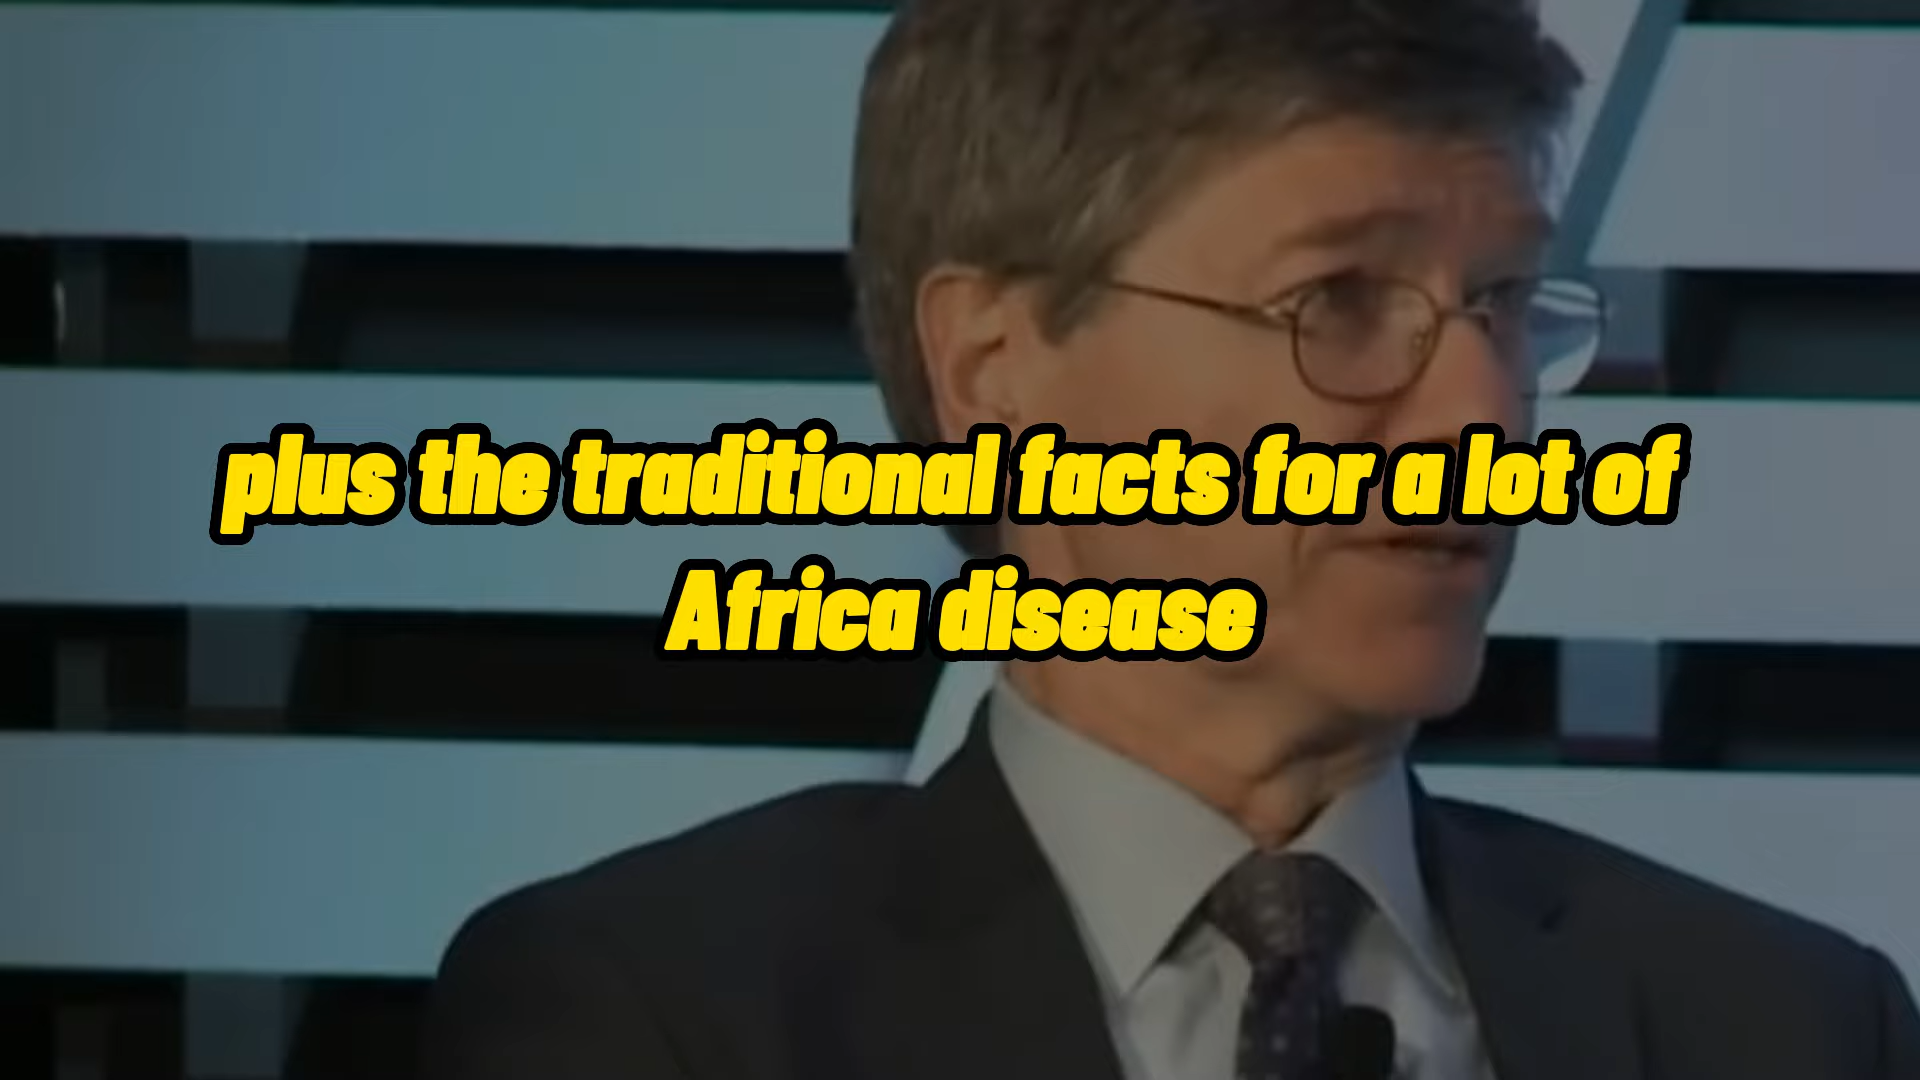 plus the traditional facts for a lot of
Africa disease